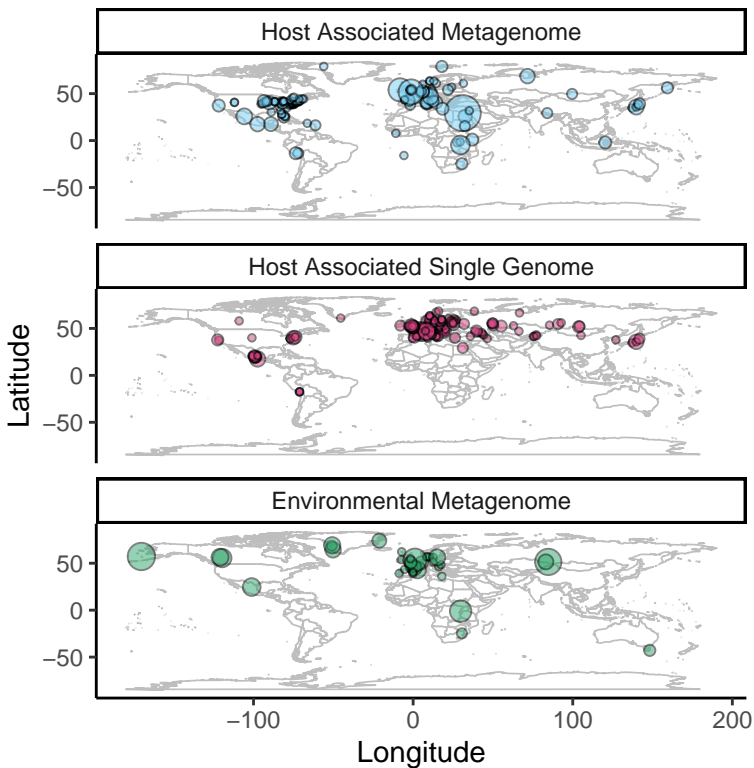 Host Associated Metagenome
50
0
−50
Host Associated Single Genome
50
0
−50
Latitude
Environmental Metagenome
50
0
−50
−100 0 100 200
Longitude